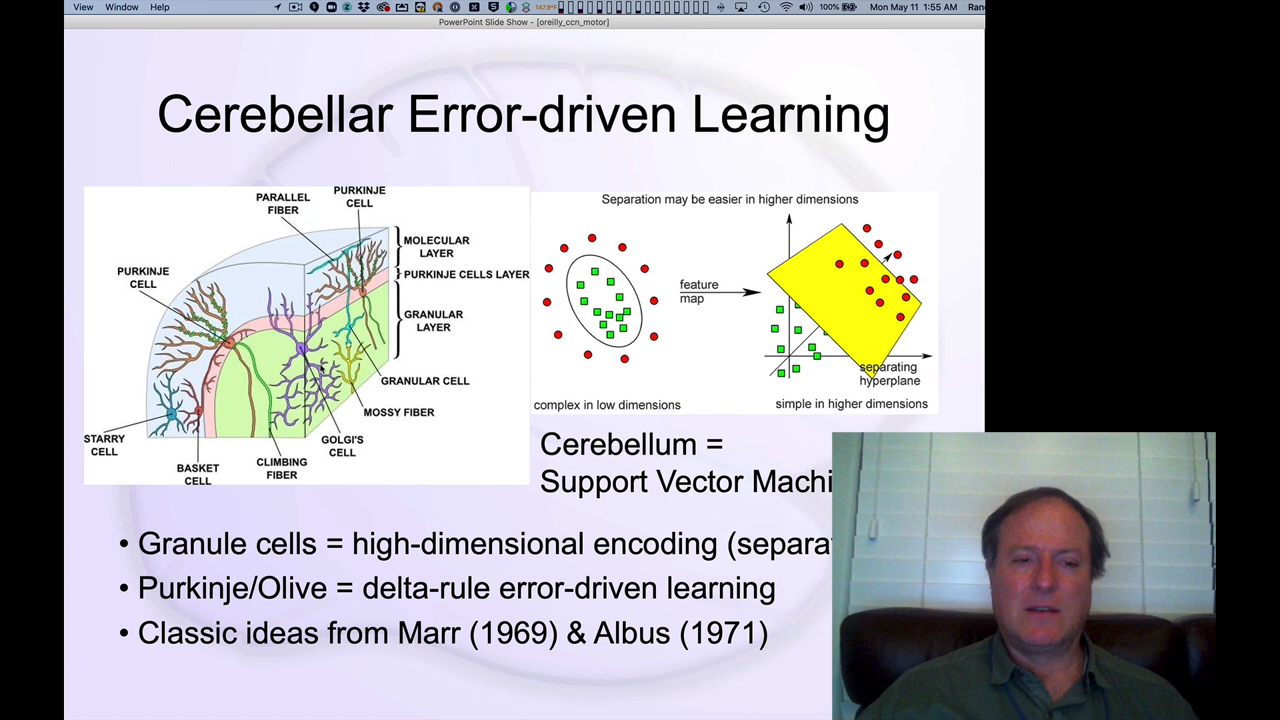 View Window Help
147.9°F
100%
Mon May 11 1:55 AM
PowerPoint Slide Show - [oreilly_ccn_motor]
Cerebellar Error-driven Learning
PARALLEL
FIBER
PURKINJE
CELL
MOLECULAR
LAYER
PURKINJE CELLS LAYER
PURKINJE
CELL
GRANULAR
LAYER
GRANULAR CELL
MOSSY FIBER
GOLGI'S
CELL
CLIMBING
FIBER
BASKET
CELL
STARRY
CELL
Separation may be easier in higher dimensions
feature
map
separating
hyperplane
complex in low dimensions
simple in higher dimensions
Cerebellum =
Support Vector Machi
• Granule cells = high-dimensional encoding (separa
• Purkinje/Olive = delta-rule error-driven learning
• Classic ideas from Marr (1969) & Albus (1971)